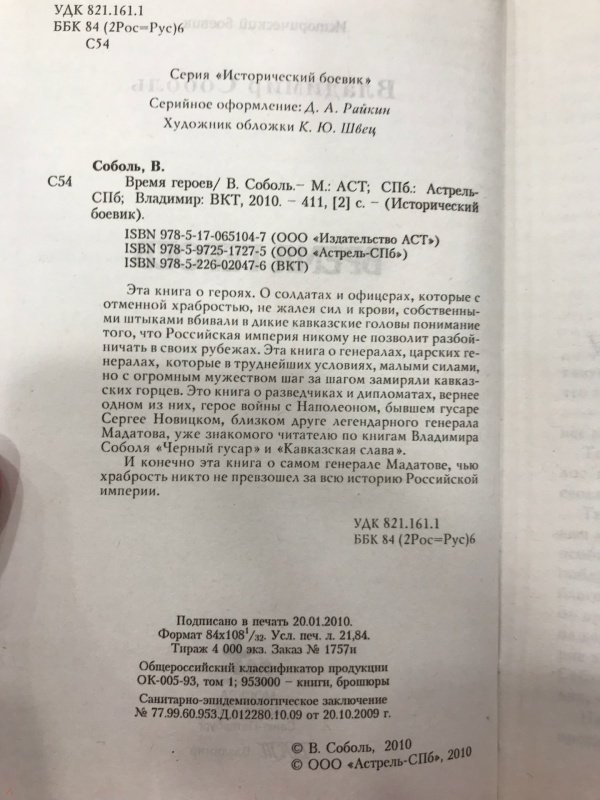 УДК 821.161.1
ББК 84 (2Рос=Рус)6
С54
Серия «Исторический боевик»
Серийное оформление: Д. А. Райкин
Художник обложки К. Ю. Швец
Соболь, В.
С54 Время героев/ В. Соболь.– М.: АСТ; СПб.: Астрель-
СПб; Владимир: ВКТ, 2010. – 411, [2] с. – (Исторический
боевик).
ISBN 978-5-17-065104-7 (ООО «Издательство АСТ»)
ISBN 978-5-9725-1727-5 (ООО «Астрель-СПб»)
ISBN 978-5-226-02047-6 (ВКТ)
Эта книга о героях. О солдатах и офицерах, которые с
отменной храбростью, не жалея сил и крови, собственны-
ми штыками вбивали в дикие кавказские головы понимание
того, что Российская империя никому не позволит разбой-
ничать в своих рубежах. Эта книга о генералах, царских ге-
нералах, которые в труднейших условиях, малыми силами,
но с огромным мужеством шаг за шагом замиряли кавказ-
ских горцев. Это книга о разведчиках и дипломатах, вернее
одном из них, герое войны с Наполеоном, бывшем гусаре
Сергее Новицком, близком друге легендарного генерала
Мадатова, уже знакомого читателю по книгам Владимира
Соболя «Черный гусар» и «Кавказская слава».
И конечно эта книга о самом генерале Мадатове, чью
храбрость никто не превзошел за всю историю Российской
империи.
УДК 821.161.1
ББК 84 (2Рос=Рус)6
Подписано в печать 20.01.2010.
Формат 84х108 1/32. Усл. печ. л. 21,84.
Тираж 4 000 экз. Заказ № 1757и
Общероссийский классификатор продукции
ОК-005-93, том 1; 953000 – книги, брошюры
Санитарно-эпидемиологическое заключение
№ 77.99.60.953.Д.012280.10.09 от 20.10.2009 г.
© В. Соболь, 2010
© ООО «Астрель-СПб», 2010